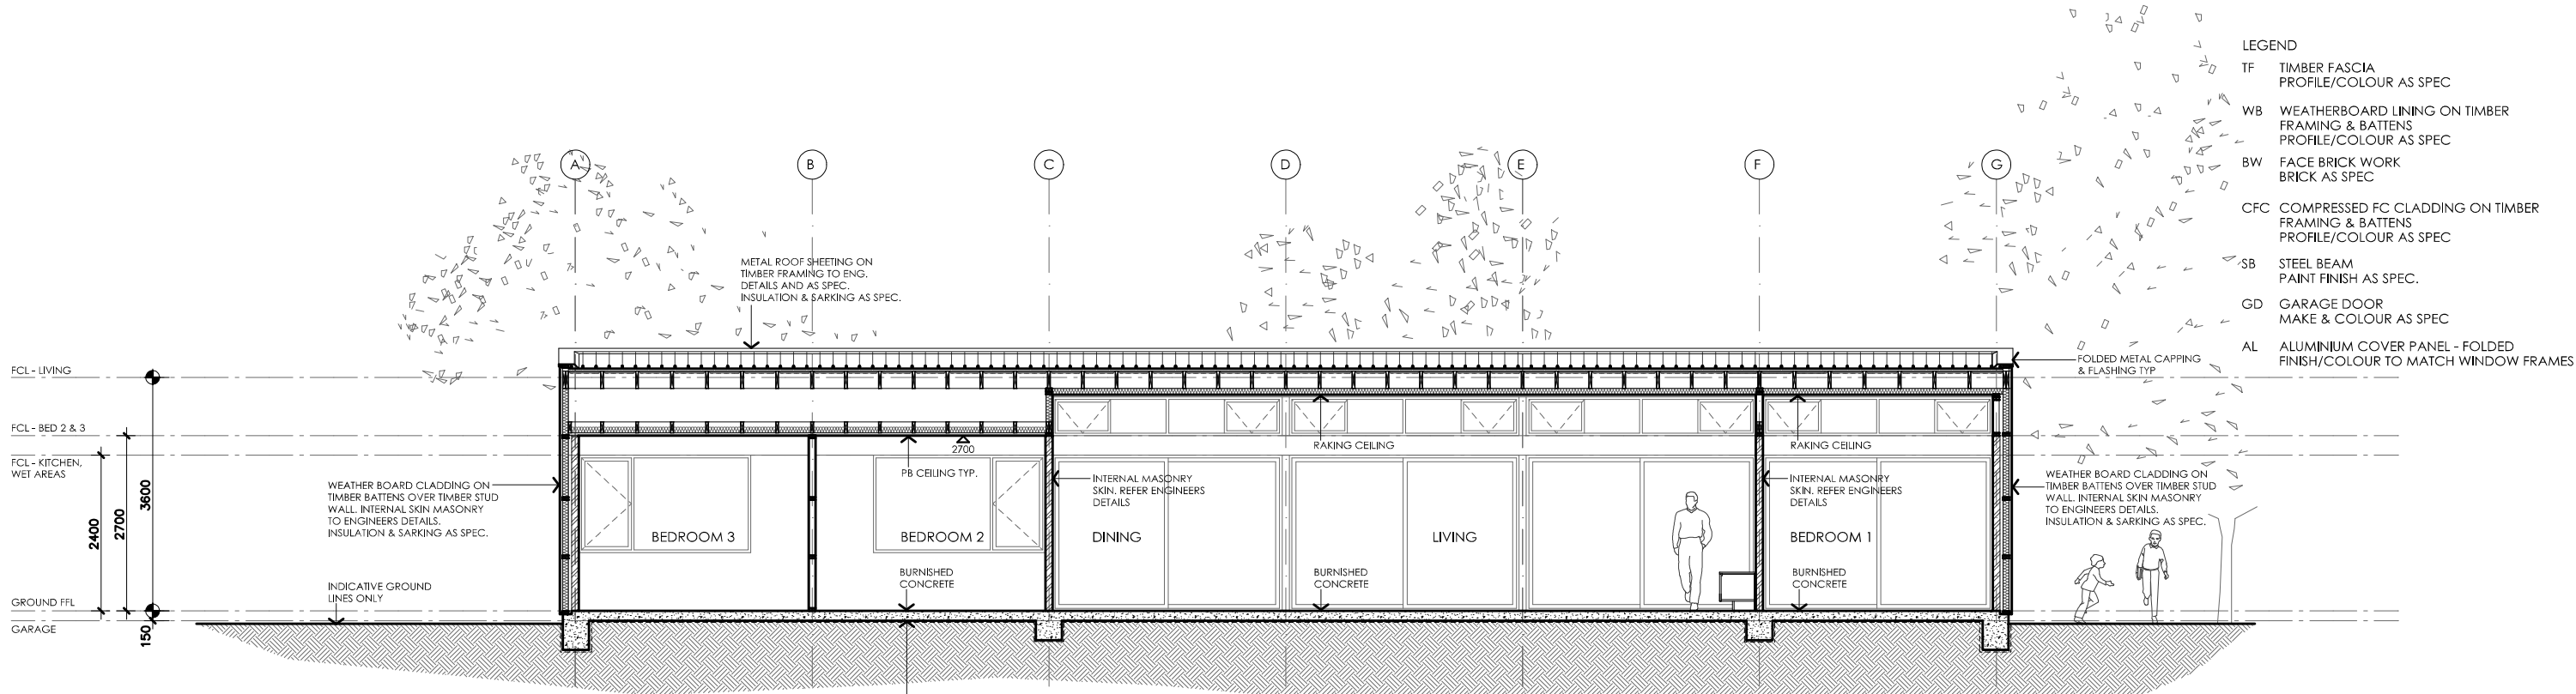 LEGEND
TF TIMBER FASCIA
PROFILE/COLOUR AS SPEC
WB WEATHERBOARD LINING ON TIMBER
FRAMING & BATTENS
PROFILE/COLOUR AS SPEC
BW FACE BRICK WORK
BRICK AS SPEC
CFC COMPRESSED FC CLADDING ON TIMBER
FRAMING & BATTENS
PROFILE/COLOUR AS SPEC
SB STEEL BEAM
PAINT FINISH AS SPEC.
GD GARAGE DOOR
MAKE & COLOUR AS SPEC
AL ALUMINIUM COVER PANEL - FOLDED
FINISH/COLOUR TO MATCH WINDOW FRAMES
A B C D E F G
METAL ROOF SHEETING ON
TIMBER FRAMING TO ENG.
DETAILS AND AS SPEC.
INSULATION & SARKING AS SPEC.
FOLDED METAL CAPPING
& FLASHING TYP
FCL - LIVING
FCL - BED 2 & 3
FCL - KITCHEN,
WET AREAS
GROUND FFL
GARAGE
2400
2700
3600
150
WEATHER BOARD CLADDING ON
TIMBER BATTENS OVER TIMBER STUD
WALL. INTERNAL SKIN MASONRY
TO ENGINEERS DETAILS.
INSULATION & SARKING AS SPEC.
INDICATIVE GROUND
LINES ONLY
2700
PB CEILING TYP.
BEDROOM 3
BEDROOM 2
BURNISHED
CONCRETE
INTERNAL MASONRY
SKIN. REFER ENGINEERS
DETAILS
DINING
RAKING CEILING
LIVING
BURNISHED
CONCRETE
RAKING CEILING
INTERNAL MASONRY
SKIN. REFER ENGINEERS
DETAILS
BEDROOM 1
BURNISHED
CONCRETE
WEATHER BOARD CLADDING ON
TIMBER BATTENS OVER TIMBER STUD
WALL. INTERNAL SKIN MASONRY
TO ENGINEERS DETAILS.
INSULATION & SARKING AS SPEC.